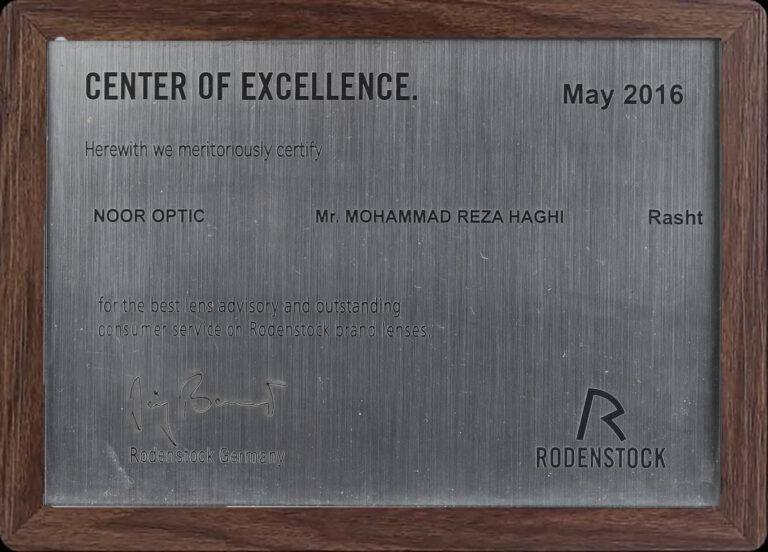 CENTER OF EXCELLENCE.
May 2016
Herewith we meritoriously certify
NOOR OPTIC Mr. MOHAMMAD REZA HAGHI Rasht
for the best lens advisory and outstanding
consumer service on Rodenstock brand lenses.
Rodenstock Germany
RODENSTOCK